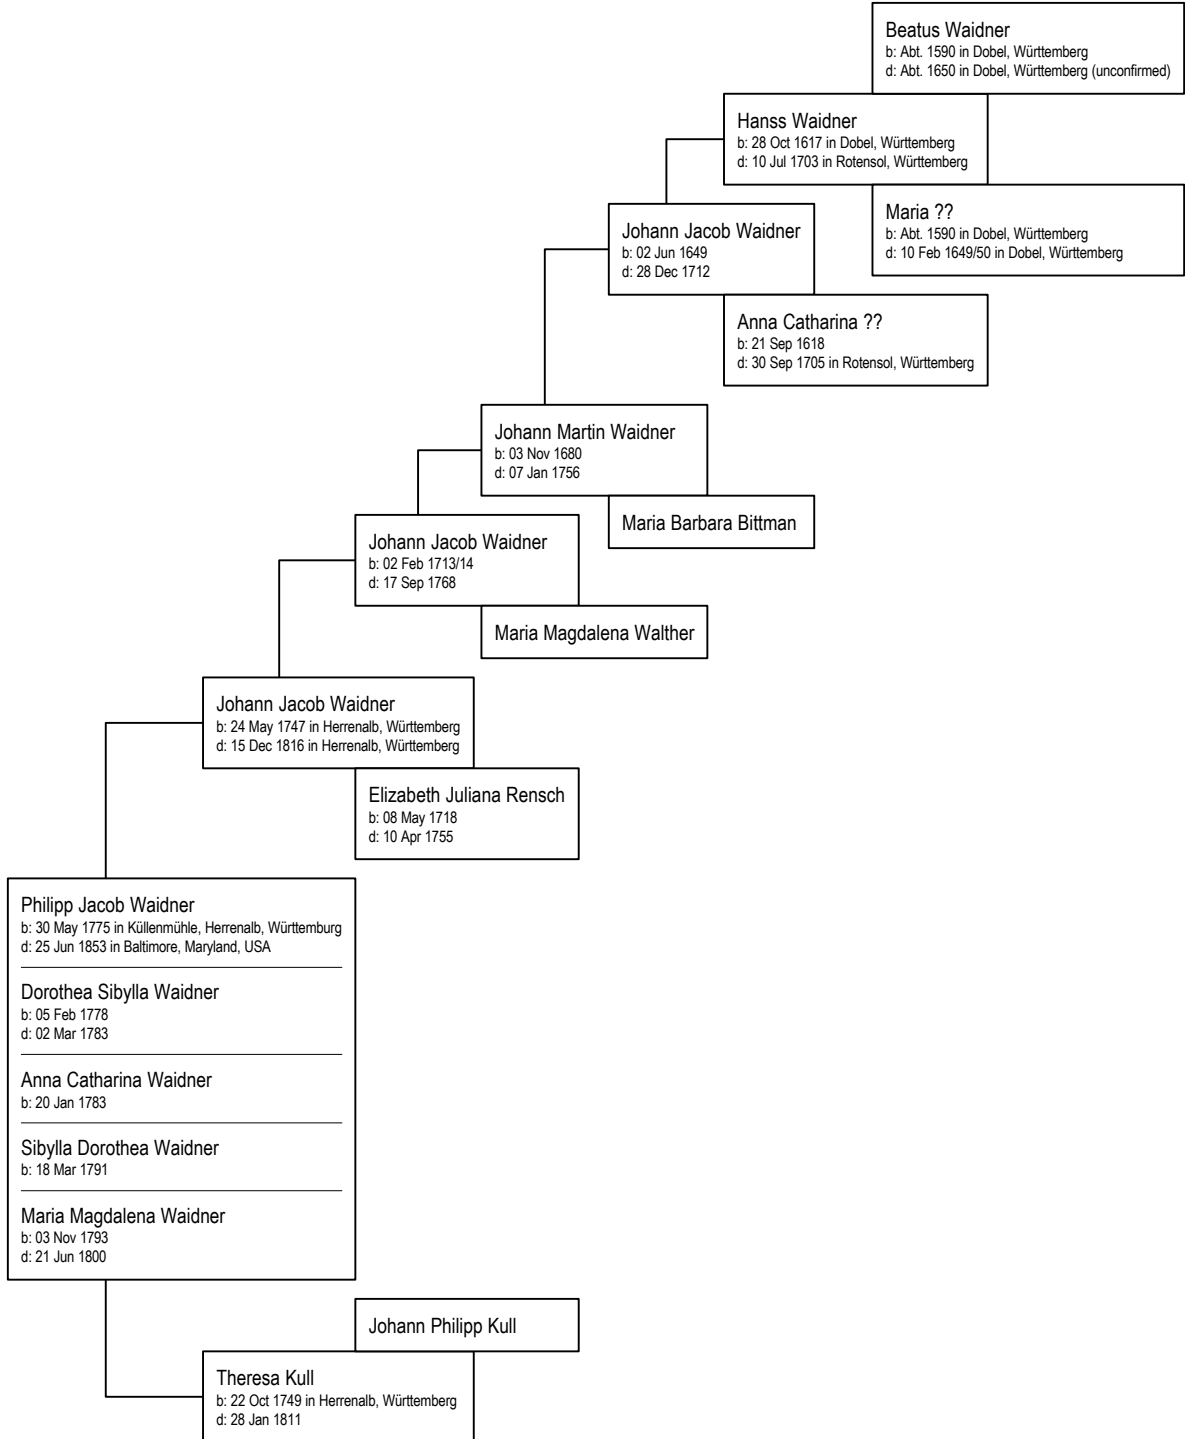 Beatus Waidner
b: Abt. 1590 in Dobel, Württemberg
d: Abt. 1650 in Dobel, Württemberg (unconfirmed)
Hanss Waidner
b: 28 Oct 1617 in Dobel, Württemberg
d: 10 Jul 1703 in Rotensol, Württemberg
Maria ??
b: Abt. 1590 in Dobel, Württemberg
d: 10 Feb 1649/50 in Dobel, Württemberg
Johann Jacob Waidner
b: 02 Jun 1649
d: 28 Dec 1712
Anna Catharina ??
b: 21 Sep 1618
d: 30 Sep 1705 in Rotensol, Württemberg
Johann Martin Waidner
b: 03 Nov 1680
d: 07 Jan 1756
Maria Barbara Bittman
Johann Jacob Waidner
b: 02 Feb 1713/14
d: 17 Sep 1768
Maria Magdalena Walther
Johann Jacob Waidner
b: 24 May 1747 in Herrenalb, Württemberg
d: 15 Dec 1816 in Herrenalb, Württemberg
Elizabeth Juliana Rensch
b: 08 May 1718
d: 10 Apr 1755
Philipp Jacob Waidner
b: 30 May 1775 in Küllenmühle, Herrenalb, Württemburg
d: 25 Jun 1853 in Baltimore, Maryland, USA
Dorothea Sibylla Waidner
b: 05 Feb 1778
d: 02 Mar 1783
Anna Catharina Waidner
b: 20 Jan 1783
Sibylla Dorothea Waidner
b: 18 Mar 1791
Maria Magdalena Waidner
b: 03 Nov 1793
d: 21 Jun 1800
Johann Philipp Kull
Theresa Kull
b: 22 Oct 1749 in Herrenalb, Württemberg
d: 28 Jan 1811